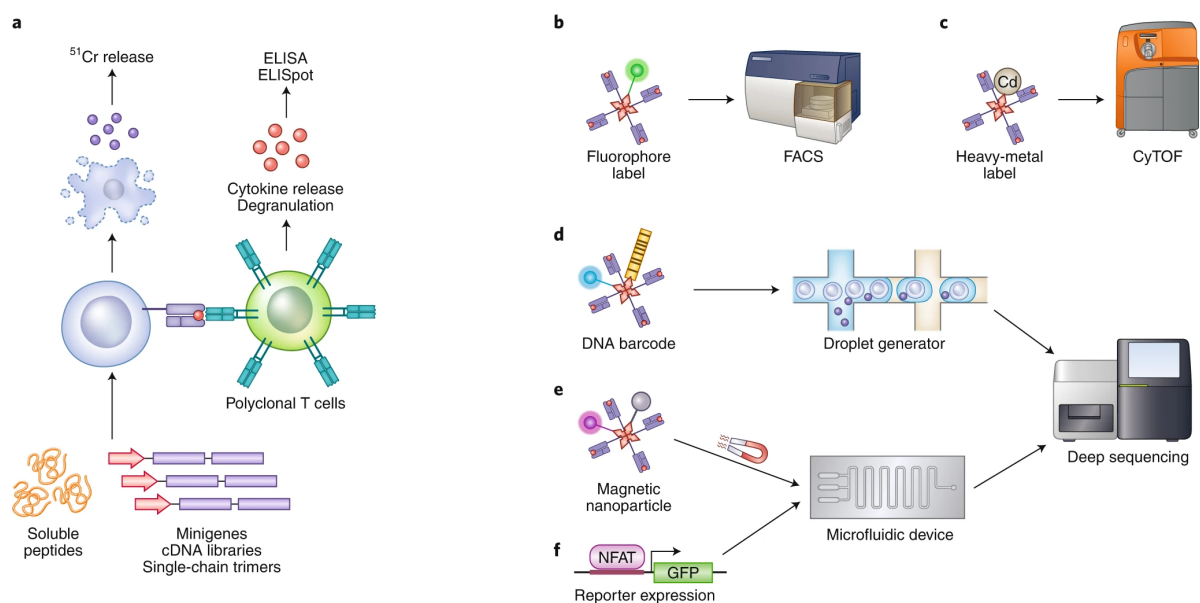 a
⁵¹Cr release
ELISA
ELISpot
Cytokine release
Degranulation
Polyclonal T cells
Soluble
peptides
Minigenes
cDNA libraries
Single-chain trimers
b
Fluorophore
label
FACS
c
Cd
Heavy-metal
label
CyTOF
d
DNA barcode
Droplet generator
e
Magnetic
nanoparticle
Microfluidic device
Deep sequencing
f
NFAT
GFP
Reporter expression